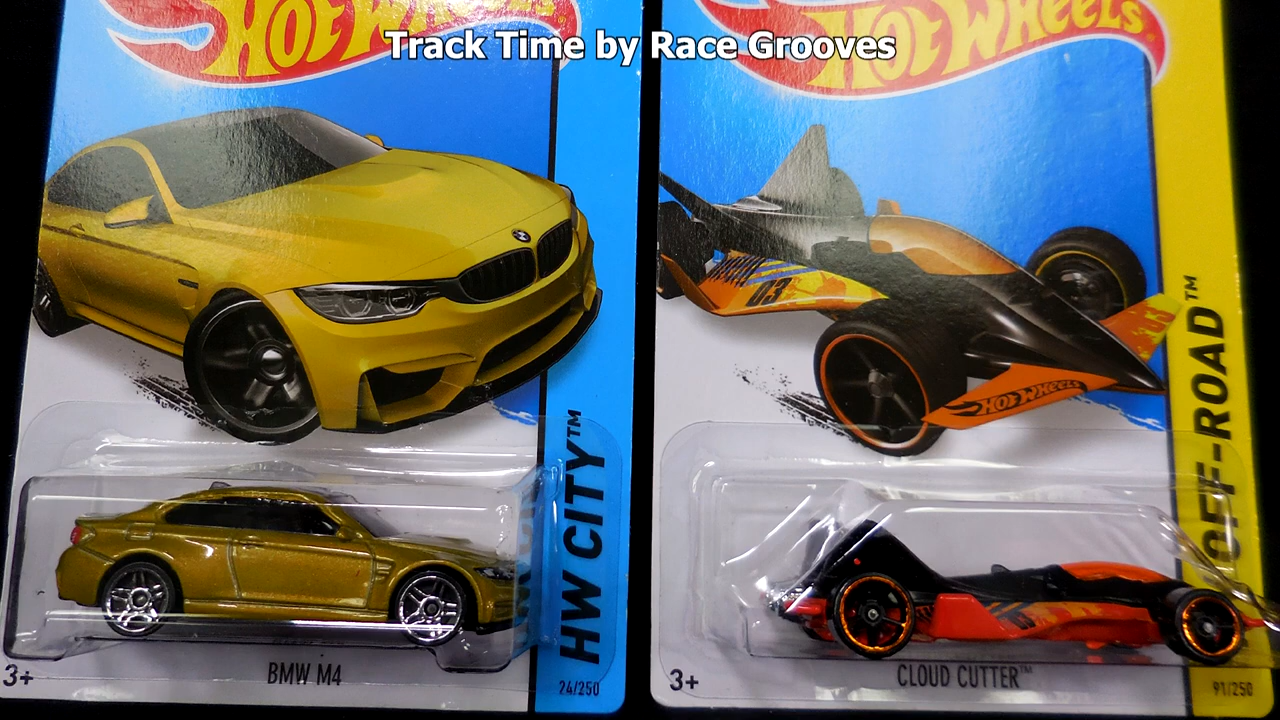 HOT WHEELS
Track Time by Race Grooves
HOT WHEELS
03
HOT WHEELS
HW CITY™
OFF-ROAD™
3+
BMW M4
24/250
3+
CLOUD CUTTER™
91/250